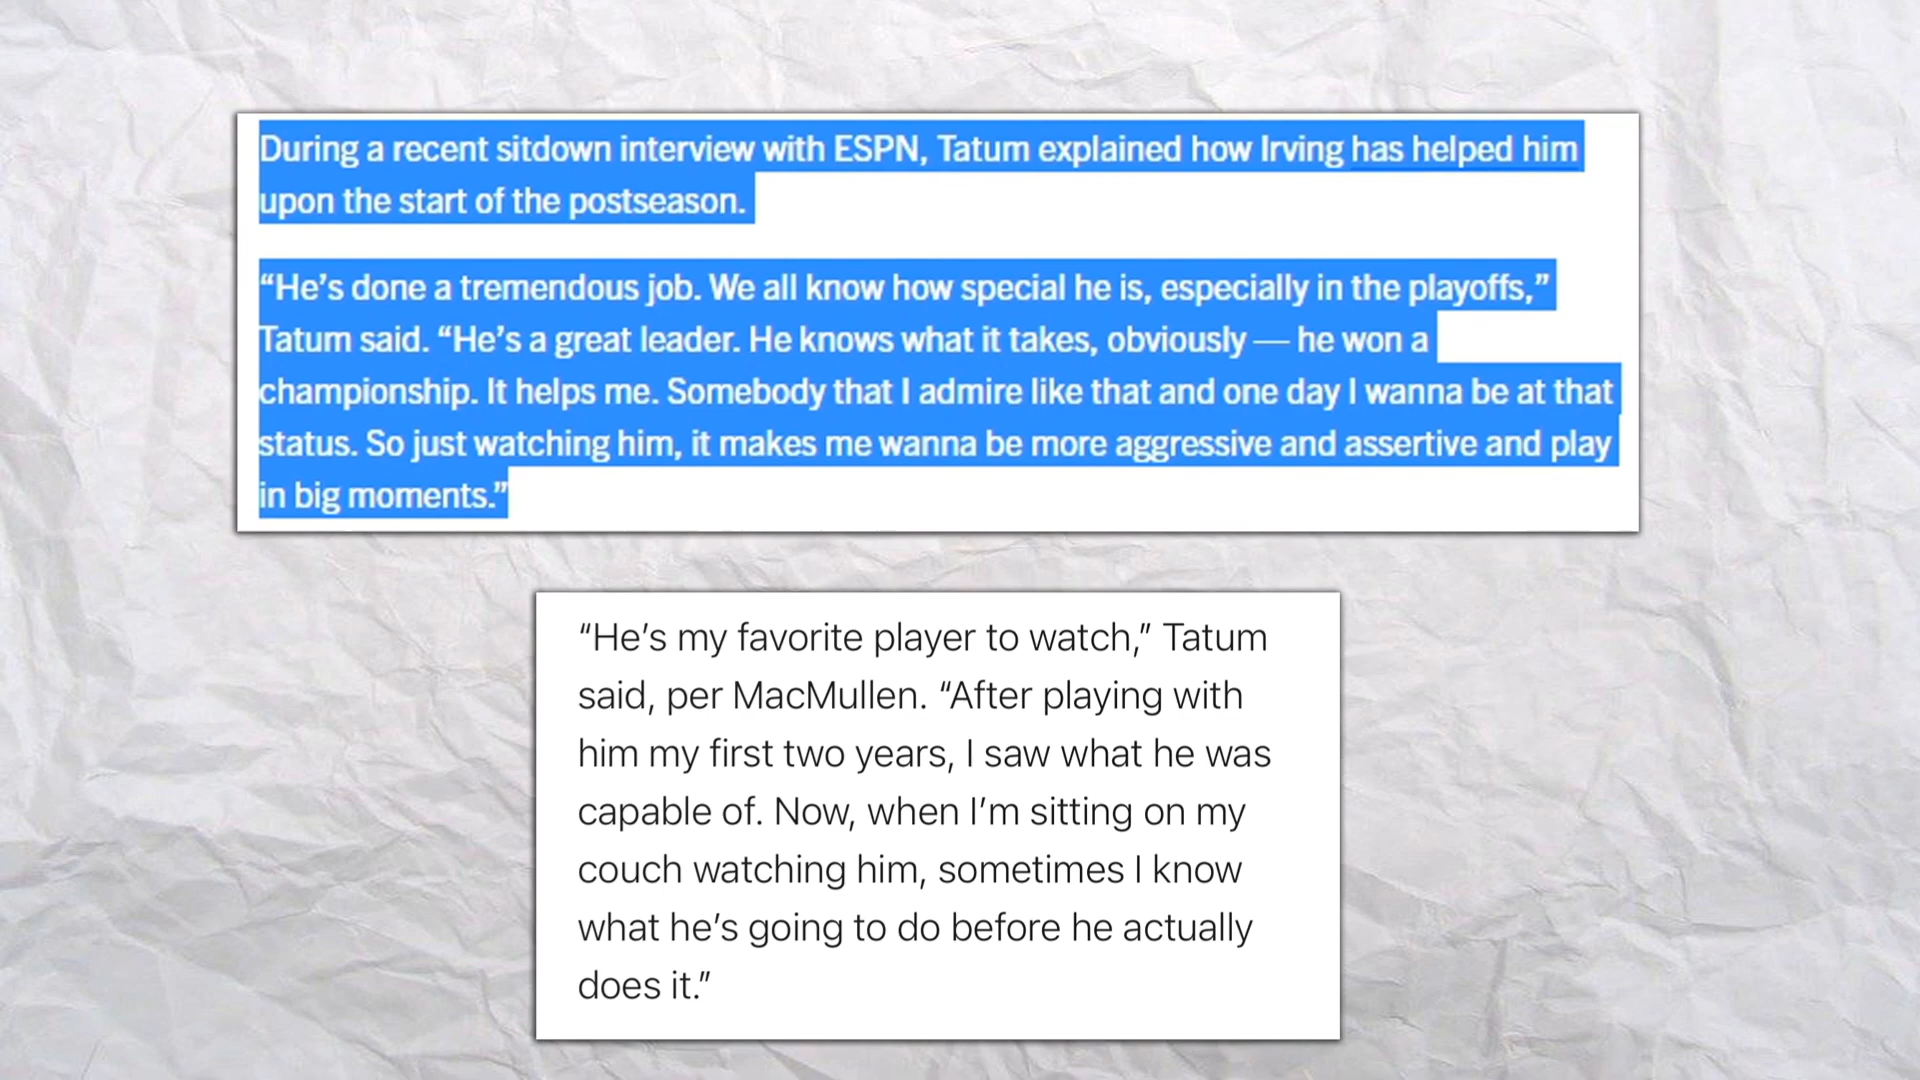 During a recent sitdown interview with ESPN, Tatum explained how Irving has helped him
upon the start of the postseason.
“He’s done a tremendous job. We all know how special he is, especially in the playoffs,”
Tatum said. “He’s a great leader. He knows what it takes, obviously — he won a
championship. It helps me. Somebody that I admire like that and one day I wanna be at that
status. So just watching him, it makes me wanna be more aggressive and assertive and play
in big moments.”
“He’s my favorite player to watch,” Tatum
said, per MacMullen. “After playing with
him my first two years, I saw what he was
capable of. Now, when I’m sitting on my
couch watching him, sometimes I know
what he’s going to do before he actually
does it.”